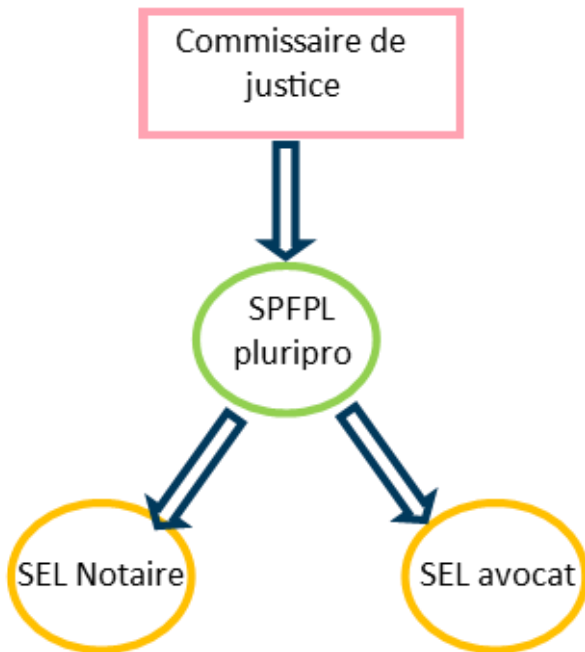 Commissaire de
justice
SPFPL
pluripro
SEL Notaire
SEL avocat